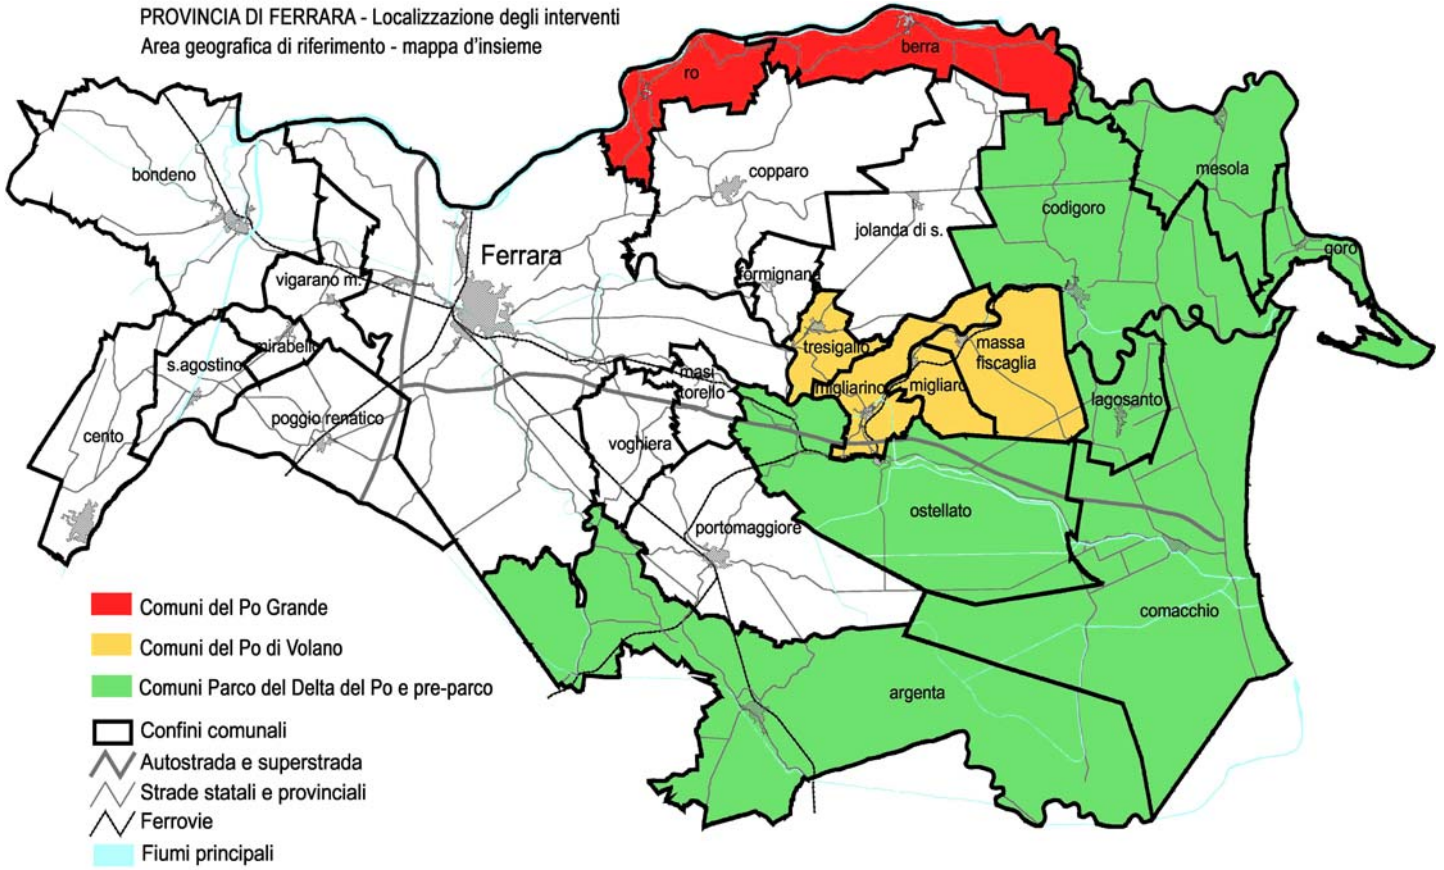 PROVINCIA DI FERRARA - Localizzazione degli interventi
Area geografica di riferimento - mappa d'insieme
berra
ro
bondeno
copparo
mesola
codigoro
jolanda di s.
goro
Ferrara
formignana
vigarano m.
mirabello
tresigallo
massa
fiscaglia
s.agostino
masi
torello
migliarino
migliaro
lagosanto
poggio renatico
cento
voghiera
ostellato
portomaggiore
comacchio
argenta
Comuni del Po Grande
Comuni del Po di Volano
Comuni Parco del Delta del Po e pre-parco
Confini comunali
Autostrada e superstrada
Strade statali e provinciali
Ferrovie
Fiumi principali